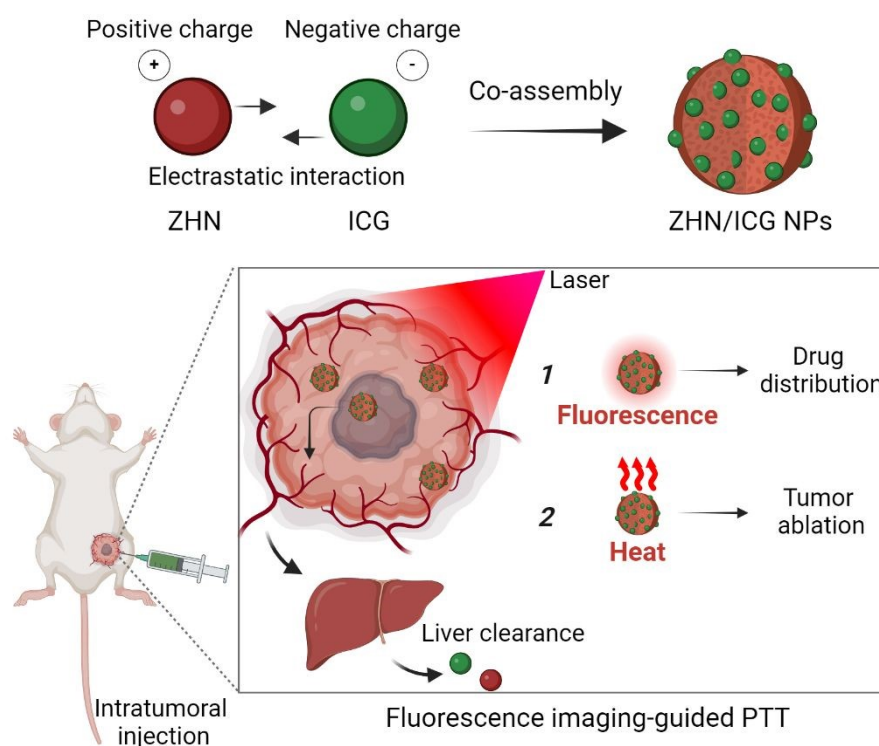 Positive charge
Negative charge
+
-
Co-assembly
Electrastatic interaction
ZHN
ICG
ZHN/ICG NPs
Laser
1
Fluorescence
Drug
distribution
2
Heat
Tumor
ablation
Liver clearance
Intratumoral
injection
Fluorescence imaging-guided PTT